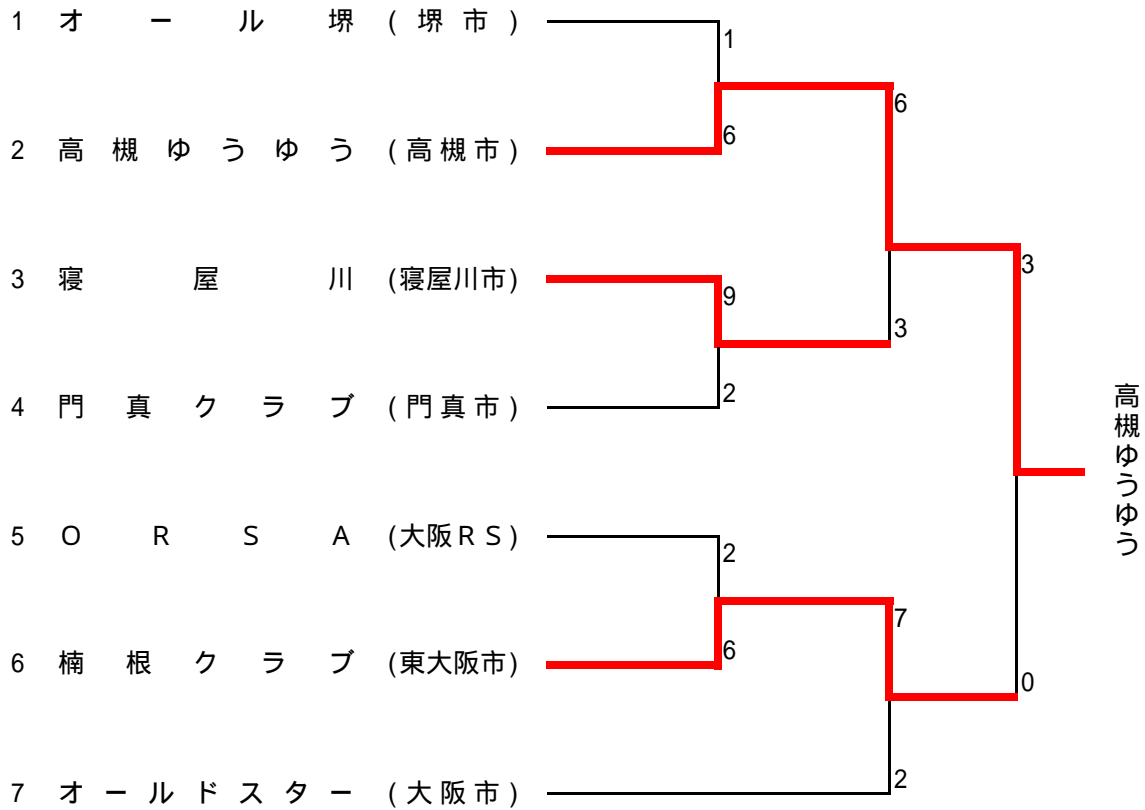 1 オール堺 (堺市)
1
6
6
2 高槻ゆうゆう (高槻市)
3
3 寝屋川 (寝屋川市)
9
3
2
4 門真クラブ (門真市)
高槻ゆうゆう
5 ＯＲＳＡ (大阪ＲＳ)
2
7
6
6 楠根クラブ (東大阪市)
0
2
7 オールドスター (大阪市)